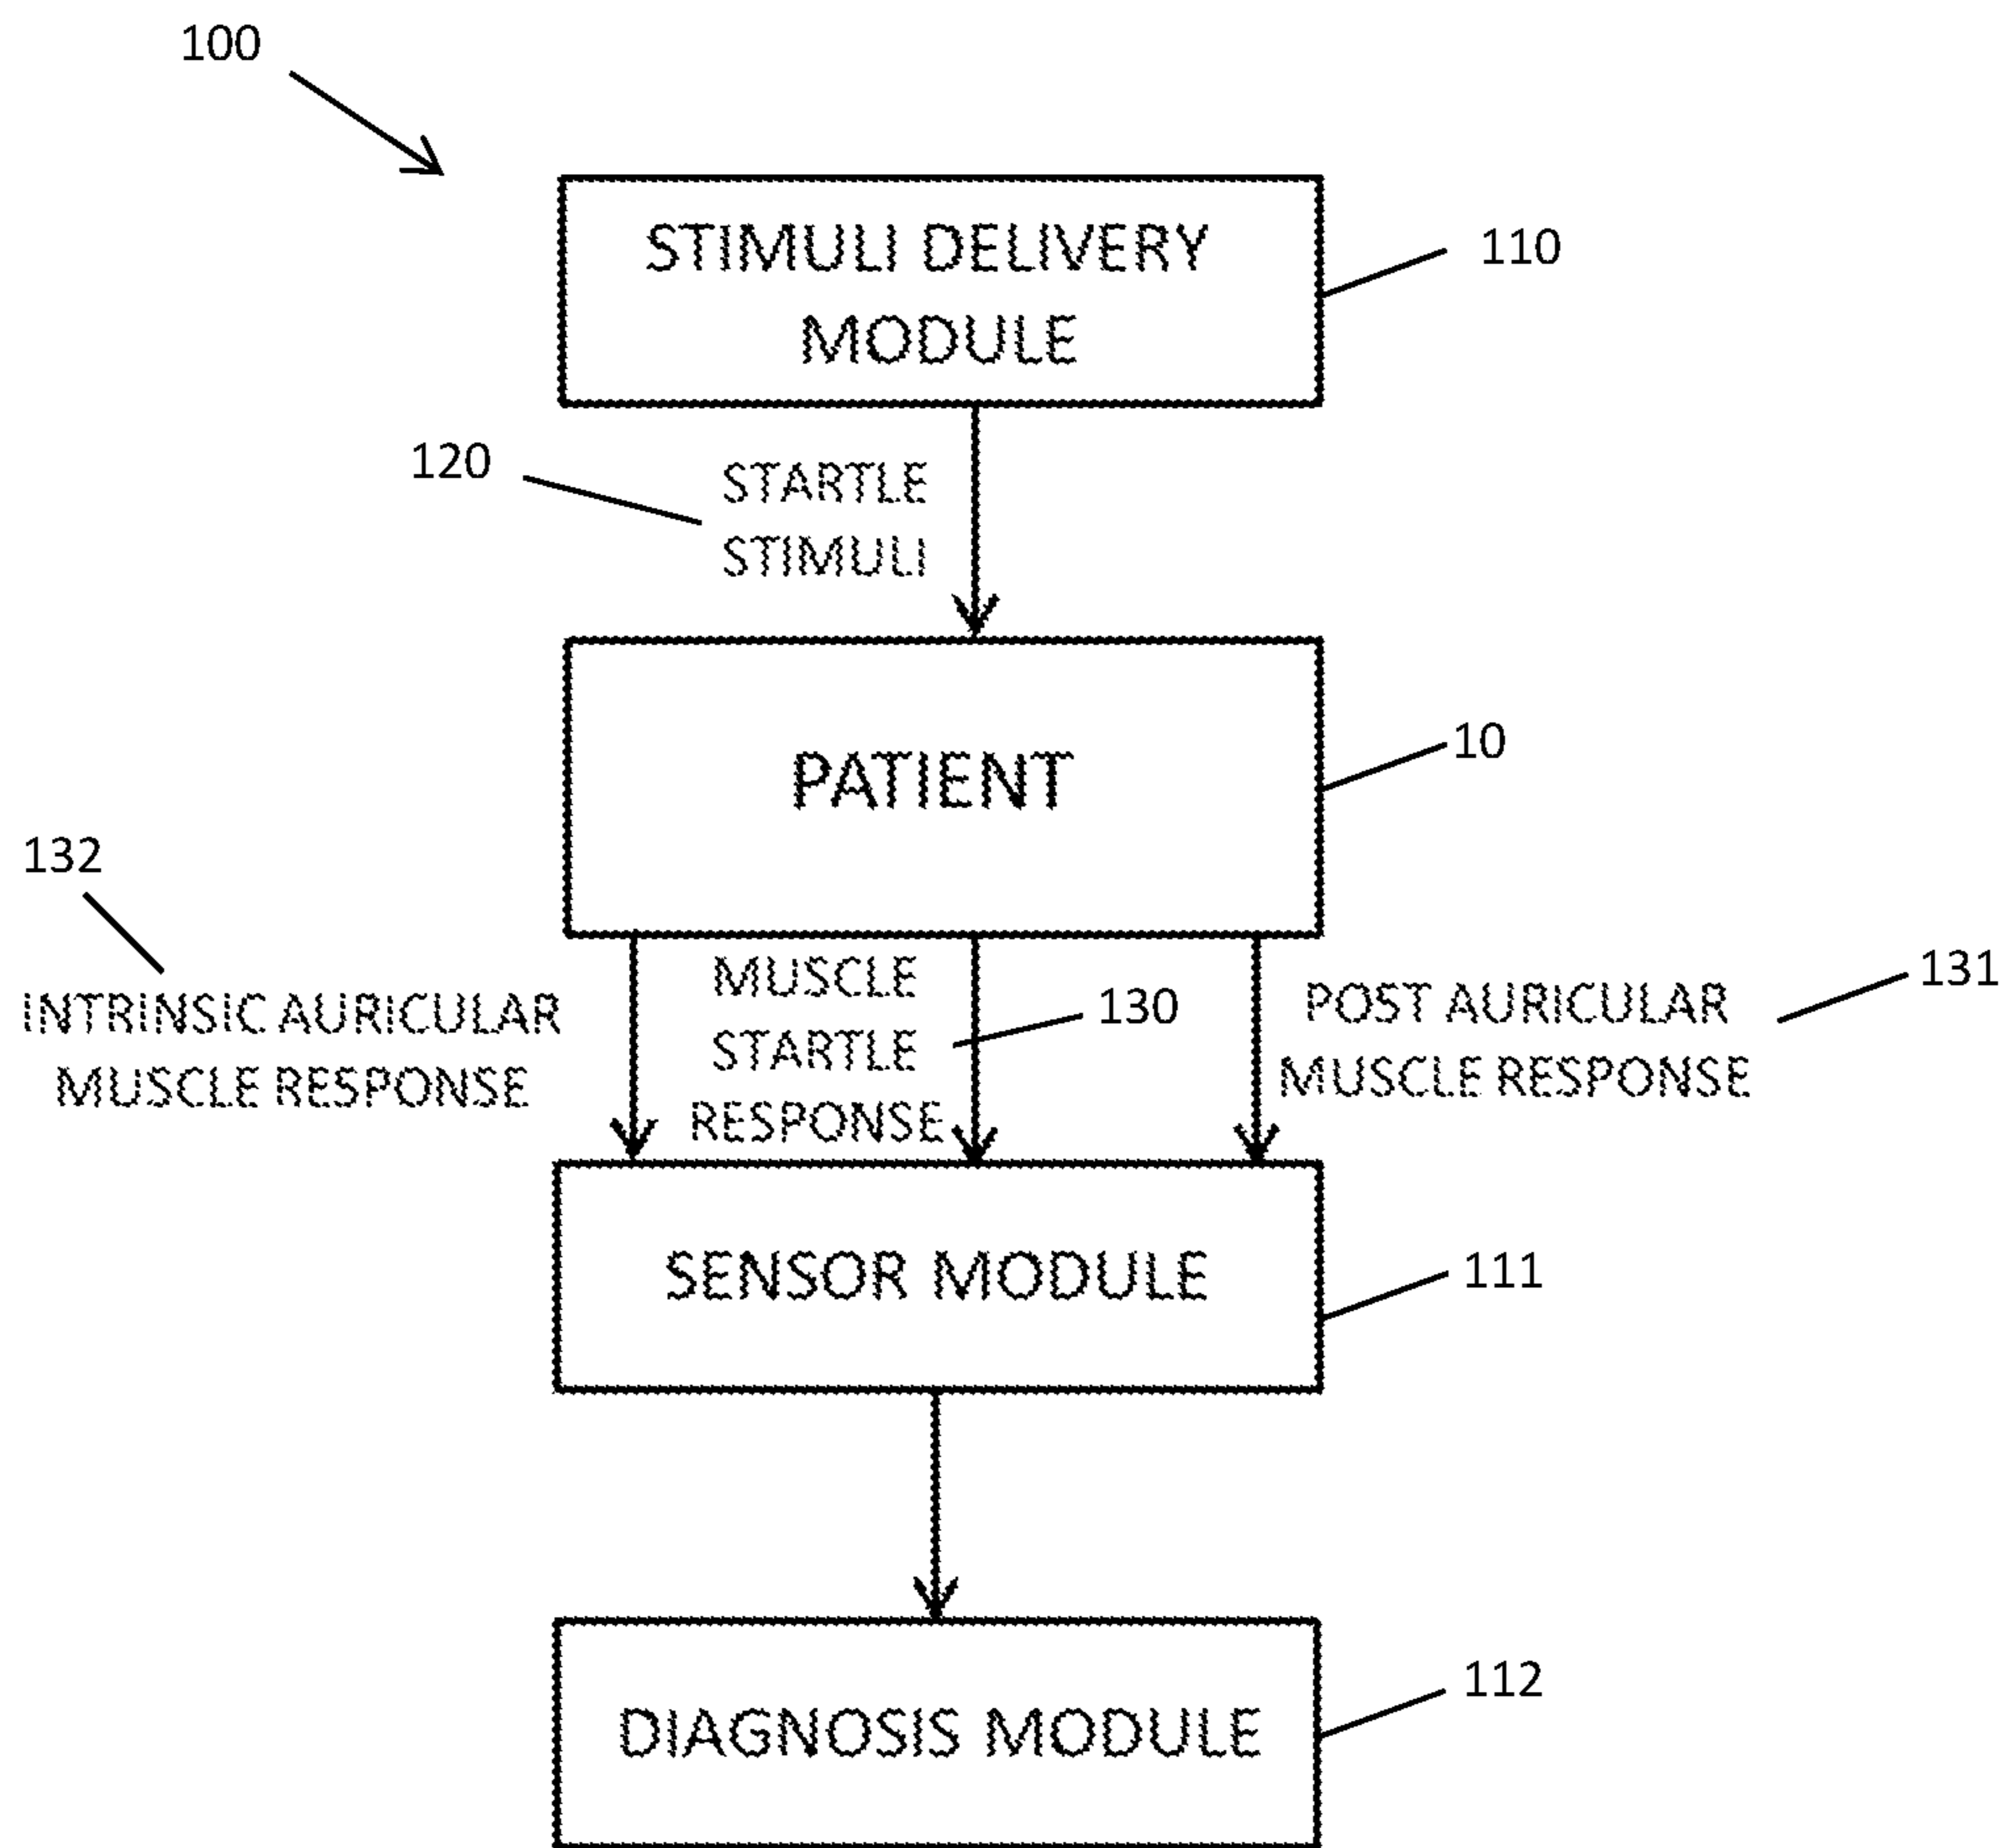 100
STIMULI DELIVERY
MODULE
110
120
STARTLE
STIMULI
PATIENT
10
132
INTRINSIC AURICULAR
MUSCLE RESPONSE
MUSCLE
STARTLE
RESPONSE
130
POST AURICULAR
MUSCLE RESPONSE
131
SENSOR MODULE
111
DIAGNOSIS MODULE
112